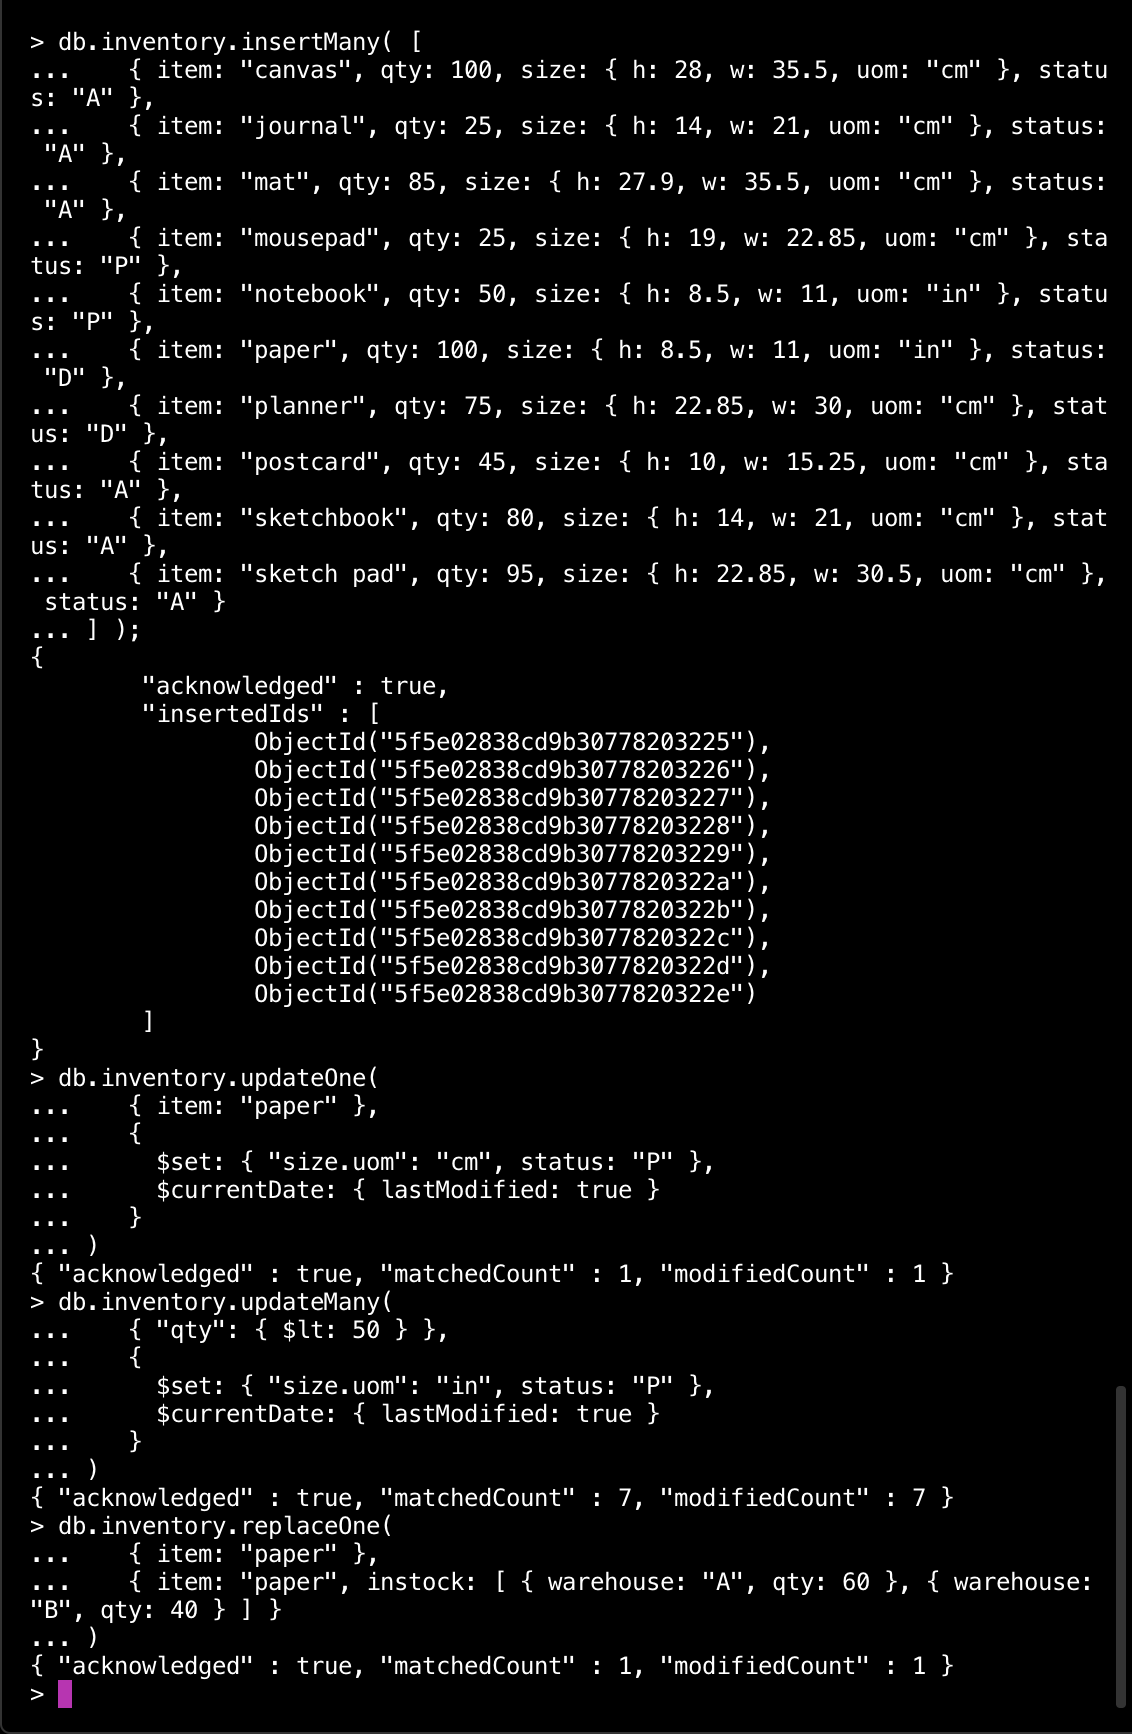 > db.inventory.insertMany( [
...    { item: "canvas", qty: 100, size: { h: 28, w: 35.5, uom: "cm" }, statu
s: "A" },
...    { item: "journal", qty: 25, size: { h: 14, w: 21, uom: "cm" }, status:
 "A" },
...    { item: "mat", qty: 85, size: { h: 27.9, w: 35.5, uom: "cm" }, status:
 "A" },
...    { item: "mousepad", qty: 25, size: { h: 19, w: 22.85, uom: "cm" }, sta
tus: "P" },
...    { item: "notebook", qty: 50, size: { h: 8.5, w: 11, uom: "in" }, statu
s: "P" },
...    { item: "paper", qty: 100, size: { h: 8.5, w: 11, uom: "in" }, status:
 "D" },
...    { item: "planner", qty: 75, size: { h: 22.85, w: 30, uom: "cm" }, stat
us: "D" },
...    { item: "postcard", qty: 45, size: { h: 10, w: 15.25, uom: "cm" }, sta
tus: "A" },
...    { item: "sketchbook", qty: 80, size: { h: 14, w: 21, uom: "cm" }, stat
us: "A" },
...    { item: "sketch pad", qty: 95, size: { h: 22.85, w: 30.5, uom: "cm" },
 status: "A" }
... ] );
{
        "acknowledged" : true,
        "insertedIds" : [
                ObjectId("5f5e02838cd9b30778203225"),
                ObjectId("5f5e02838cd9b30778203226"),
                ObjectId("5f5e02838cd9b30778203227"),
                ObjectId("5f5e02838cd9b30778203228"),
                ObjectId("5f5e02838cd9b30778203229"),
                ObjectId("5f5e02838cd9b3077820322a"),
                ObjectId("5f5e02838cd9b3077820322b"),
                ObjectId("5f5e02838cd9b3077820322c"),
                ObjectId("5f5e02838cd9b3077820322d"),
                ObjectId("5f5e02838cd9b3077820322e")
        ]
}
> db.inventory.updateOne(
...    { item: "paper" },
...    {
...      $set: { "size.uom": "cm", status: "P" },
...      $currentDate: { lastModified: true }
...    }
... )
{ "acknowledged" : true, "matchedCount" : 1, "modifiedCount" : 1 }
> db.inventory.updateMany(
...    { "qty": { $lt: 50 } },
...    {
...      $set: { "size.uom": "in", status: "P" },
...      $currentDate: { lastModified: true }
...    }
... )
{ "acknowledged" : true, "matchedCount" : 7, "modifiedCount" : 7 }
> db.inventory.replaceOne(
...    { item: "paper" },
...    { item: "paper", instock: [ { warehouse: "A", qty: 60 }, { warehouse:
"B", qty: 40 } ] }
... )
{ "acknowledged" : true, "matchedCount" : 1, "modifiedCount" : 1 }
>